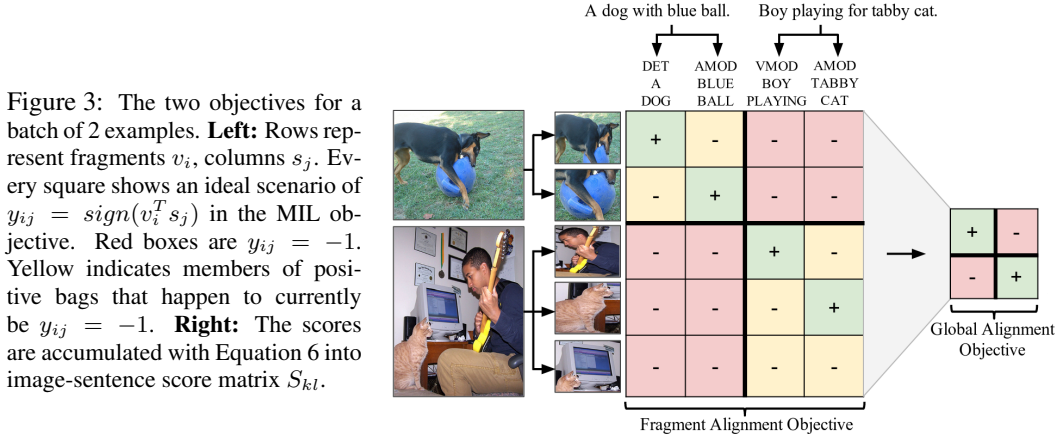 Figure 3: The two objectives for a
batch of 2 examples. Left: Rows rep-
resent fragments v_i, columns s_j. Ev-
ery square shows an ideal scenario of
y_ij = sign(v_i^T s_j) in the MIL ob-
jective. Red boxes are y_ij = −1.
Yellow indicates members of posi-
tive bags that happen to currently
be y_ij = −1. Right: The scores
are accumulated with Equation 6 into
image-sentence score matrix S_kl.
A dog with blue ball. Boy playing for tabby cat.
DET AMOD VMOD AMOD
A BLUE BOY TABBY
DOG BALL PLAYING CAT
+ - - -
- + - -
- - + -
- - - +
- - - -
+ -
- +
Global Alignment
Objective
Fragment Alignment Objective